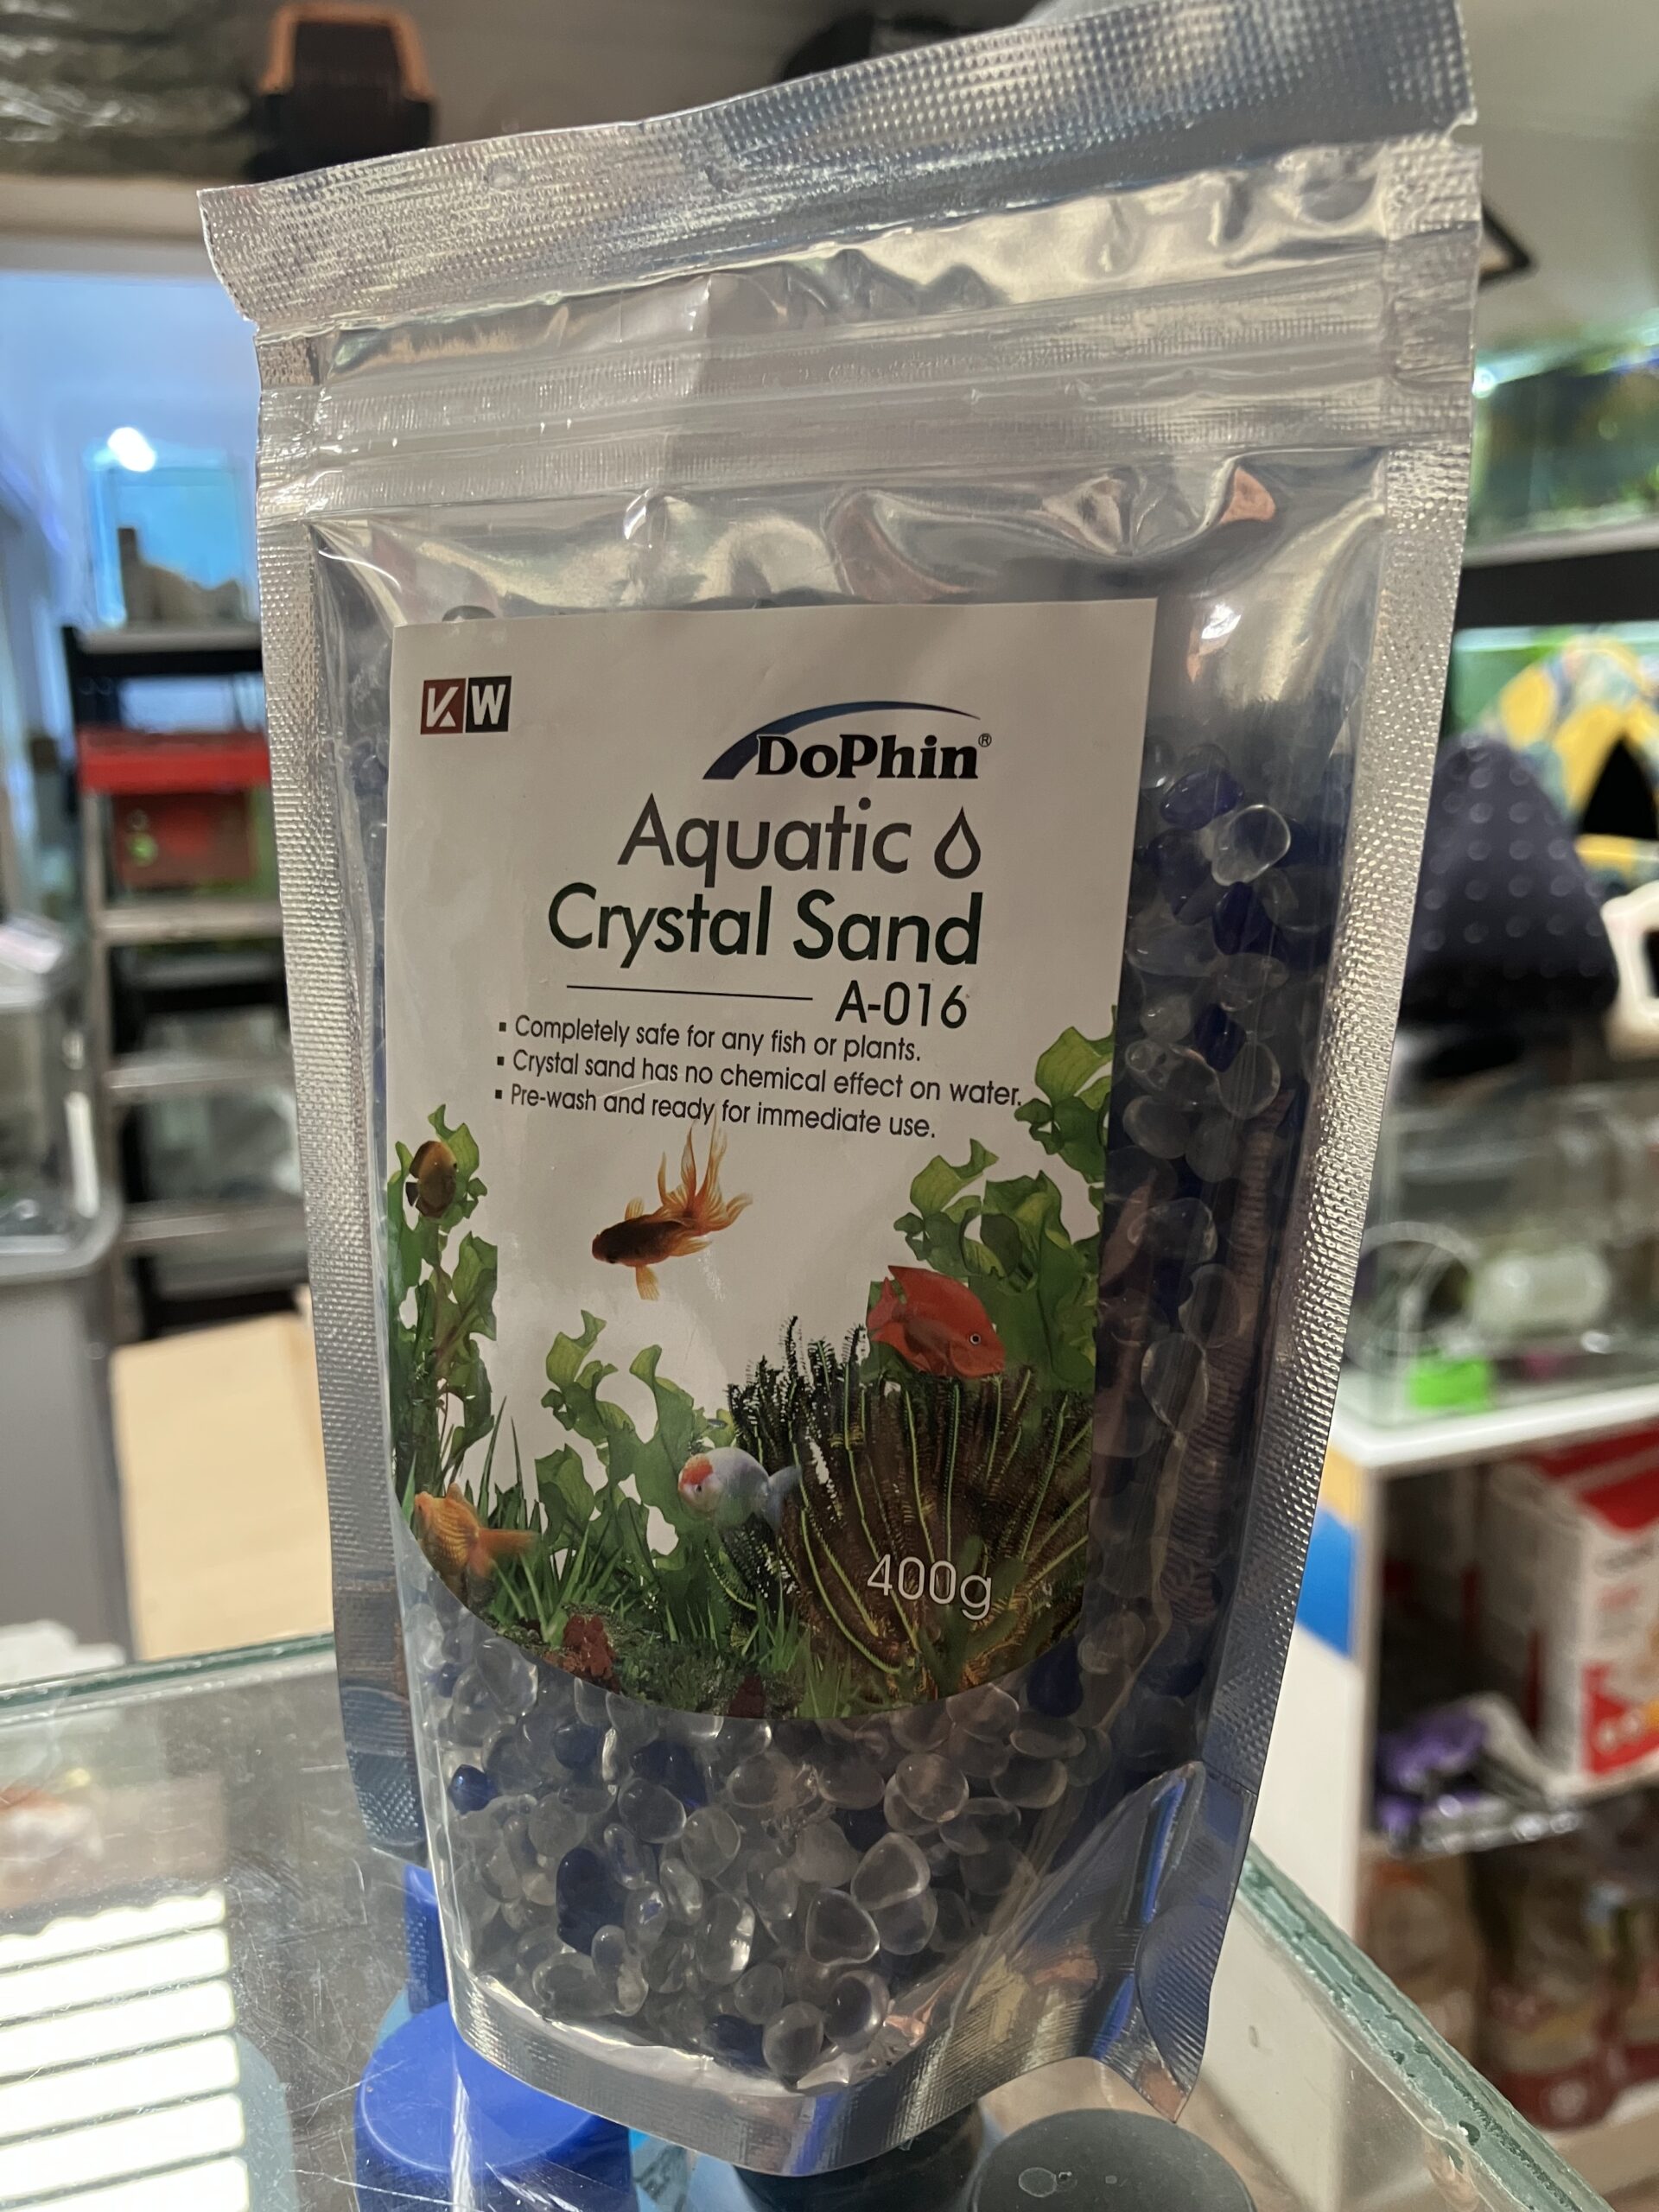 KW
DoPhin®
Aquatic
Crystal Sand
A-016
▪ Completely safe for any fish or plants.
▪ Crystal sand has no chemical effect on water.
▪ Pre-wash and ready for immediate use.
400g